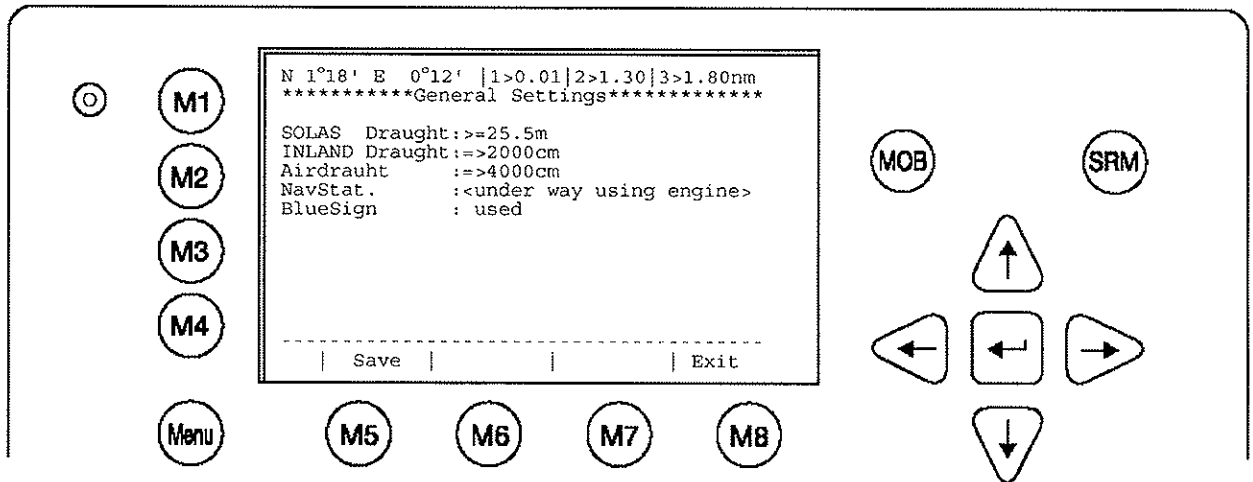 N 1°18' E  0°12' |1>0.01|2>1.30|3>1.80nm
***********General Settings*************
SOLAS  Draught:>=25.5m
INLAND Draught:=>2000cm
Airdrauht      :=>4000cm
NavStat.       :<under way using engine>
BlueSign       : used
| Save |          |          | Exit
M1
M2
M3
M4
Menu
M5
M6
M7
M8
MOB
SRM